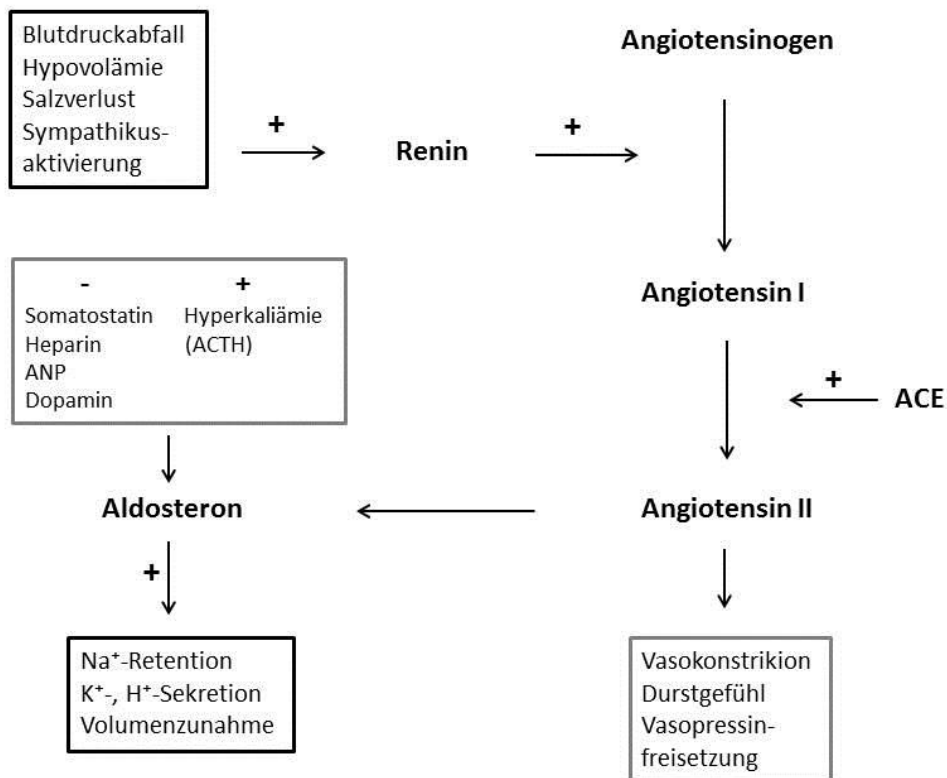 Blutdruckabfall
Hypovolämie
Salzverlust
Sympathikus-
aktivierung
+
Renin
+
Angiotensinogen
Angiotensin I
+
ACE
Angiotensin II
- +
Somatostatin Hyperkaliämie
Heparin (ACTH)
ANP
Dopamin
Aldosteron
+
Na⁺-Retention
K⁺-, H⁺-Sekretion
Volumenzunahme
Vasokonstrikion
Durstgefühl
Vasopressin-
freisetzung